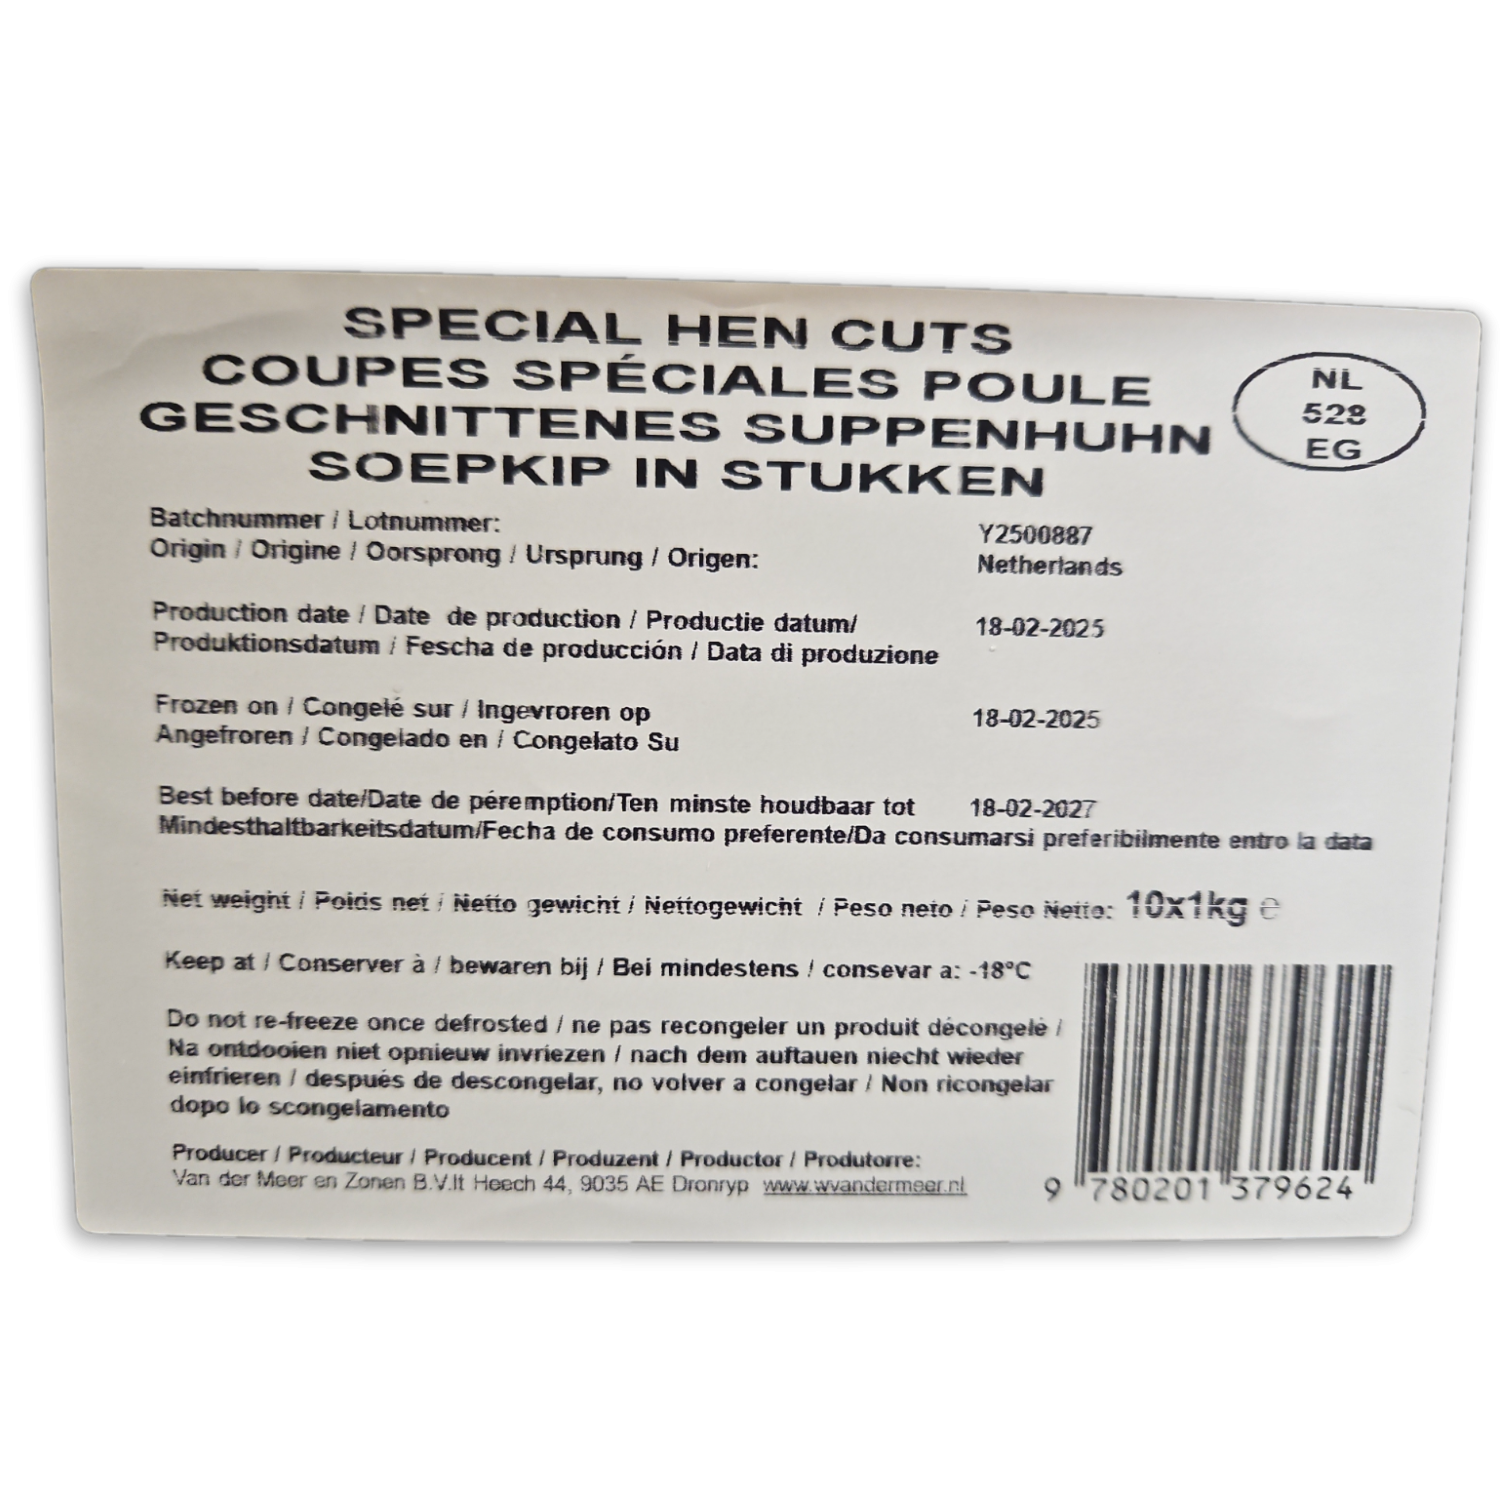 SPECIAL HEN CUTS
COUPES SPÉCIALES POULE
GESCHNITTENES SUPPENHUHN
SOEPKIP IN STUKKEN
NL
528
EG
Batchnummer / Lotnummer: Y2500887
Origin / Origine / Oorsprong / Ursprung / Origen: Netherlands
Production date / Date de production / Productie datum/ 18-02-2025
Produktionsdatum / Fescha de producción / Data di produzione
Frozen on / Congelé sur / Ingevroren op 18-02-2025
Angefroren / Congelado en / Congelato Su
Best before date/Date de péremption/Ten minste houdbaar tot 18-02-2027
Mindesthaltbarkeitsdatum/Fecha de consumo preferente/Da consumarsi preferibilmente entro la data
Net weight / Poids net / Netto gewicht / Nettogewicht / Peso neto / Peso Netto: 10x1kg e
Keep at / Conserver à / bewaren bij / Bei mindestens / consevar a: -18°C
Do not re-freeze once defrosted / ne pas recongeler un produit décongelé /
Na ontdooien niet opnieuw invriezen / nach dem auftauen niecht wieder
einfrieren / después de descongelar, no volver a congelar / Non ricongelar
dopo lo scongelamento
Producer / Producteur / Producent / Produzent / Productor / Produtorre:
Van der Meer en Zonen B.V.It Heech 44, 9035 AE Dronryp www.wvandermeer.nl
9 780201 379624